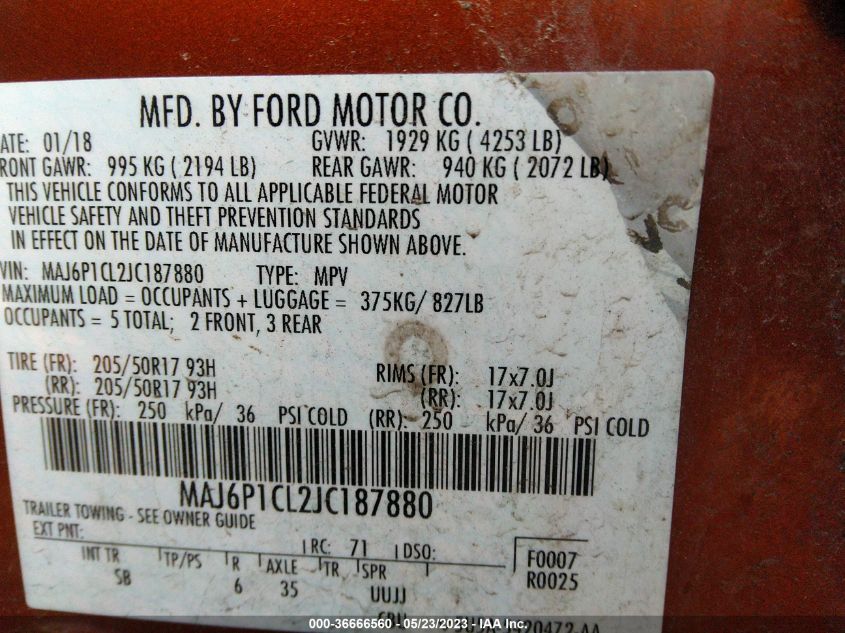 MFD. BY FORD MOTOR CO.
ATE: 01/18 GVWR: 1929 KG ( 4253 LB)
RONT GAWR: 995 KG ( 2194 LB) REAR GAWR: 940 KG ( 2072 LB)
THIS VEHICLE CONFORMS TO ALL APPLICABLE FEDERAL MOTOR
VEHICLE SAFETY AND THEFT PREVENTION STANDARDS
IN EFFECT ON THE DATE OF MANUFACTURE SHOWN ABOVE.
VIN: MAJ6P1CL2JC187880 TYPE: MPV
MAXIMUM LOAD = OCCUPANTS + LUGGAGE = 375KG/ 827LB
OCCUPANTS = 5 TOTAL; 2 FRONT, 3 REAR
TIRE (FR): 205/50R17 93H RIMS (FR): 17x7.0J
(RR): 205/50R17 93H (RR): 17x7.0J
PRESSURE (FR): 250 kPa/ 36 PSI COLD (RR): 250 kPa/ 36 PSI COLD
MAJ6P1CL2JC187880
TRAILER TOWING - SEE OWNER GUIDE
EXT PNT: RC: 71 DSO: F0007
INT TR TP/PS R AXLE TR SPR R0025
SB 6 35 UUJJ
000-36666560 - 05/23/2023 - IAA Inc.